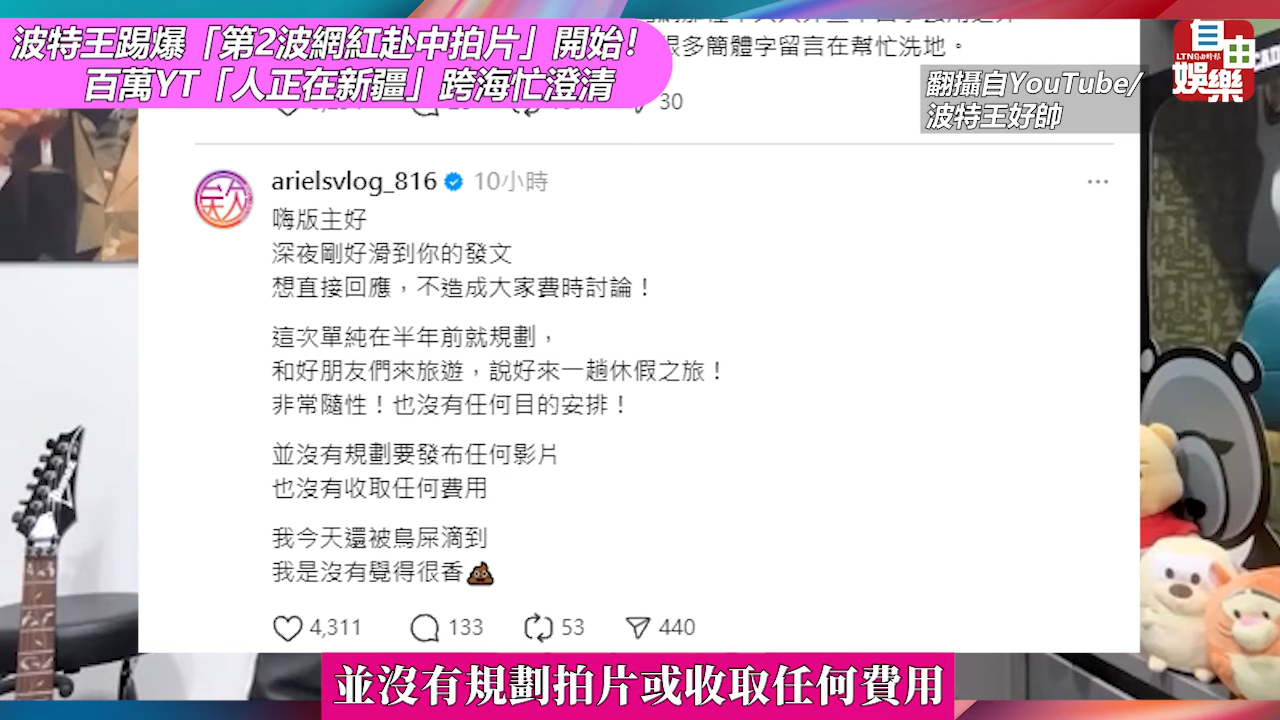 波特王踢爆「第2波網紅赴中拍片」開始!
百萬YT「人正在新疆」跨海忙澄清
自由
LTN自由時報
娛樂
翻攝自YouTube/
波特王好帥
很多簡體字留言在幫忙洗地。
30
arielsvlog_816 10小時
嗨版主好
深夜剛好滑到你的發文
想直接回應，不造成大家費時討論！
這次單純在半年前就規劃，
和好朋友們來旅遊，說好來一趟休假之旅！
非常隨性！也沒有任何目的安排！
並沒有規劃要發布任何影片
也沒有收取任何費用
我今天還被鳥屎滴到
我是沒有覺得很香💩
4,311 133 53 440
並沒有規劃拍片或收取任何費用